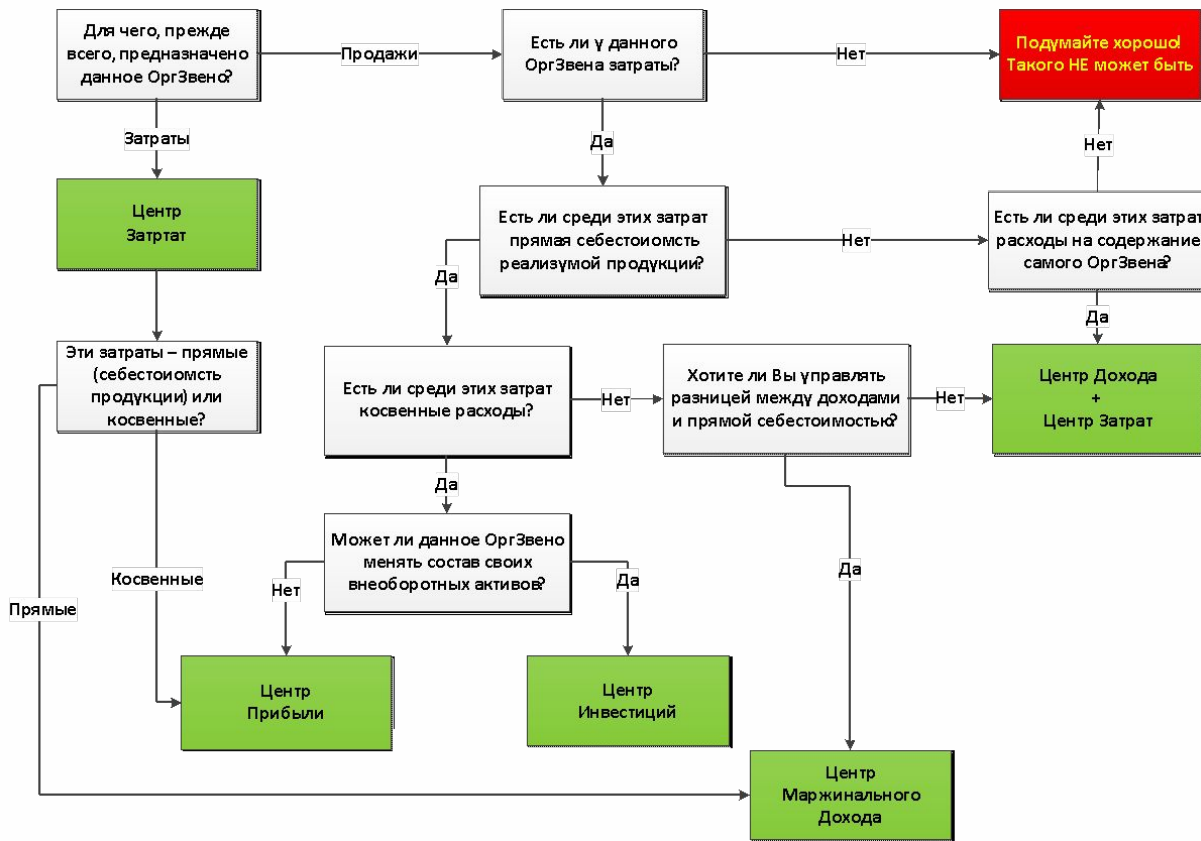 Для чего, прежде
всего, предназначено
данное ОргЗвено?
Продажи
Есть ли у данного
ОргЗвена затраты?
Нет
Подумайте хорошо!
Такого НЕ может быть
Затраты
Да
Нет
Центр
Затртат
Есть ли среди этих затрат
прямая себестоиомсть
реализумой продукции?
Нет
Есть ли среди этих затрат
расходы на содержание
самого ОргЗвена?
Да
Да
Эти затраты – прямые
(себестоиомсть
продукции) или
косвенные?
Есть ли среди этих затрат
косвенные расходы?
Нет
Хотите ли Вы управлять
разницей между доходами
и прямой себестоимостью?
Нет
Центр Дохода
+
Центр Затрат
Да
Может ли данное ОргЗвено
менять состав своих
внеоборотных активов?
Косвенные
Нет
Да
Да
Прямые
Центр
Прибыли
Центр
Инвестиций
Центр
Маржинального
Дохода